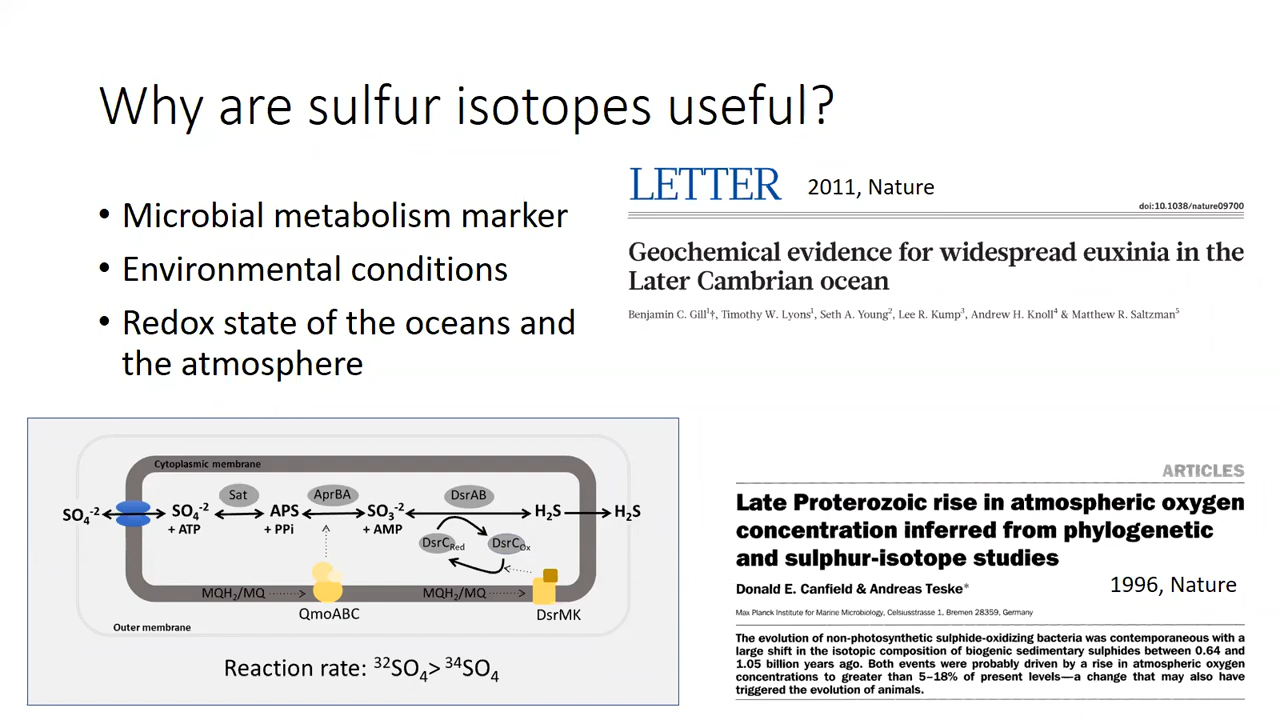 Why are sulfur isotopes useful?
• Microbial metabolism marker
• Environmental conditions
• Redox state of the oceans and
the atmosphere
LETTER
2011, Nature
doi:10.1038/nature09700
Geochemical evidence for widespread euxinia in the
Later Cambrian ocean
Benjamin C. Gill¹†, Timothy W. Lyons¹, Seth A. Young², Lee R. Kump³, Andrew H. Knoll⁴ & Matthew R. Saltzman⁵
Cytoplasmic membrane
Sat AprBA DsrAB
SO₄⁻² SO₄⁻² APS SO₃⁻² H₂S H₂S
+ ATP + PPi + AMP
DsrC Red DsrC Ox
MQH₂/MQ MQH₂/MQ
QmoABC DsrMK
Outer membrane
Reaction rate: ³²SO₄> ³⁴SO₄
ARTICLES
Late Proterozoic rise in atmospheric oxygen
concentration inferred from phylogenetic
and sulphur-isotope studies
Donald E. Canfield & Andreas Teske*
1996, Nature
Max Planck Institute for Marine Microbiology, Celsiusstrasse 1, Bremen 28359, Germany
The evolution of non-photosynthetic sulphide-oxidizing bacteria was contemporaneous with a
large shift in the isotopic composition of biogenic sedimentary sulphides between 0.64 and
1.05 billion years ago. Both events were probably driven by a rise in atmospheric oxygen
concentrations to greater than 5–18% of present levels—a change that may also have
triggered the evolution of animals.